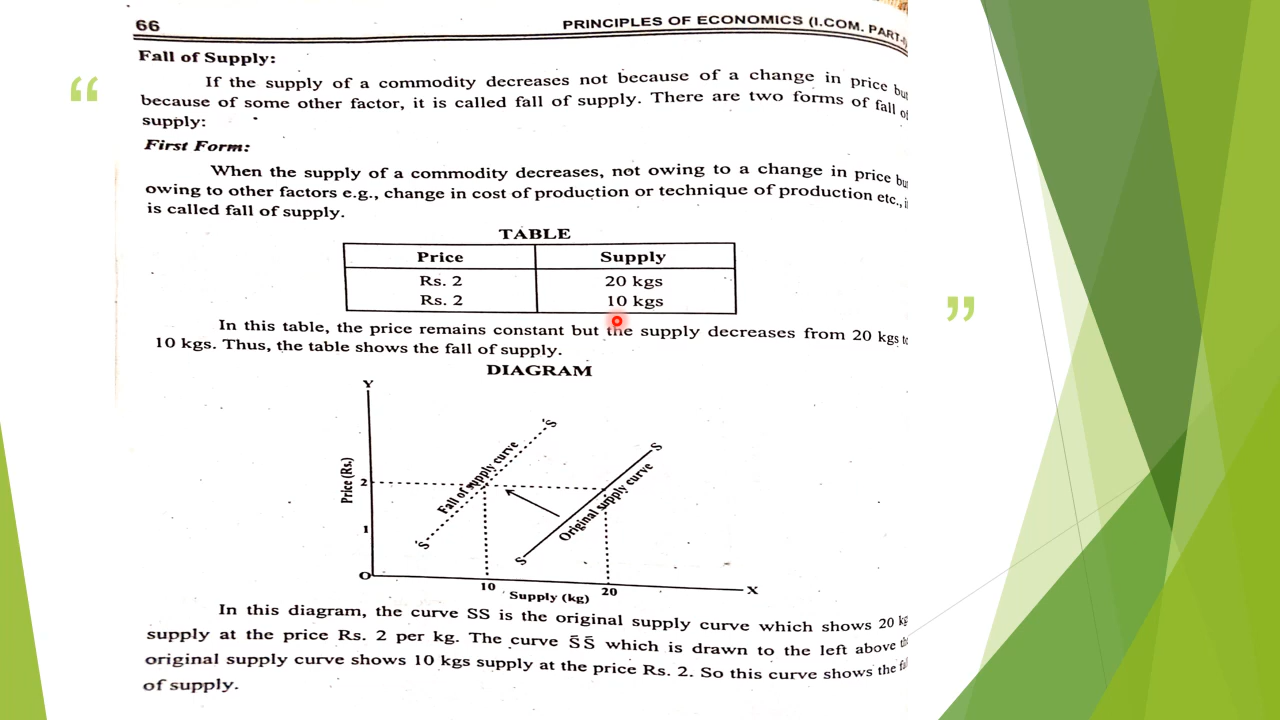 66
PRINCIPLES OF ECONOMICS (I.COM. PART-I)
Fall of Supply:
If the supply of a commodity decreases not because of a change in price but
because of some other factor, it is called fall of supply. There are two forms of fall of
supply:
“
First Form:
When the supply of a commodity decreases, not owing to a change in price but
owing to other factors e.g., change in cost of production or technique of production etc.,
is called fall of supply.
TABLE
Price Supply
Rs. 2 20 kgs
Rs. 2 10 kgs
”
In this table, the price remains constant but the supply decreases from 20 kgs to
10 kgs. Thus, the table shows the fall of supply.
DIAGRAM
Y
Price (Rs.)
2
1
O
'S
Fall of supply curve
'S
S
Original supply curve
S
10
20
X
Supply (kg)
In this diagram, the curve SS is the original supply curve which shows 20 kg
supply at the price Rs. 2 per kg. The curve S̄S̄ which is drawn to the left above the
original supply curve shows 10 kgs supply at the price Rs. 2. So this curve shows the
of supply.